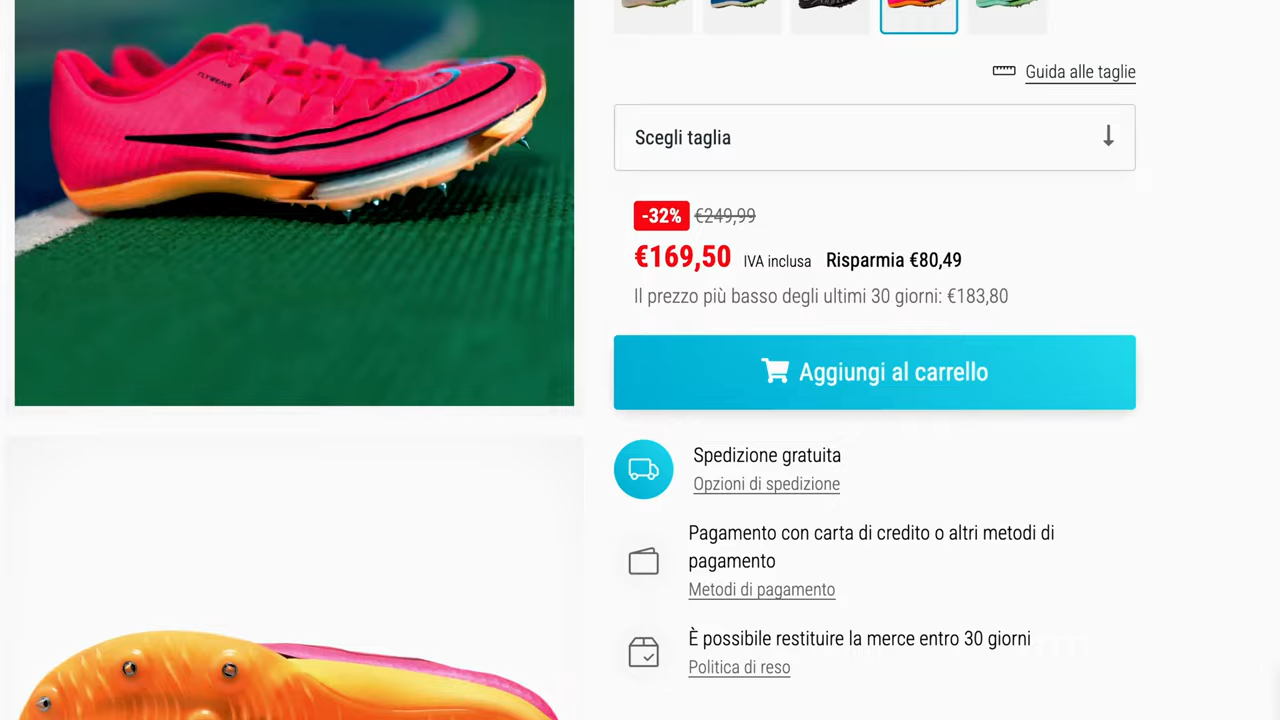 FLYWEAVE
Guida alle taglie
Scegli taglia
-32% €249,99
€169,50 IVA inclusa Risparmia €80,49
Il prezzo più basso degli ultimi 30 giorni: €183,80
Aggiungi al carrello
Spedizione gratuita
Opzioni di spedizione
Pagamento con carta di credito o altri metodi di
pagamento
Metodi di pagamento
È possibile restituire la merce entro 30 giorni
Politica di reso